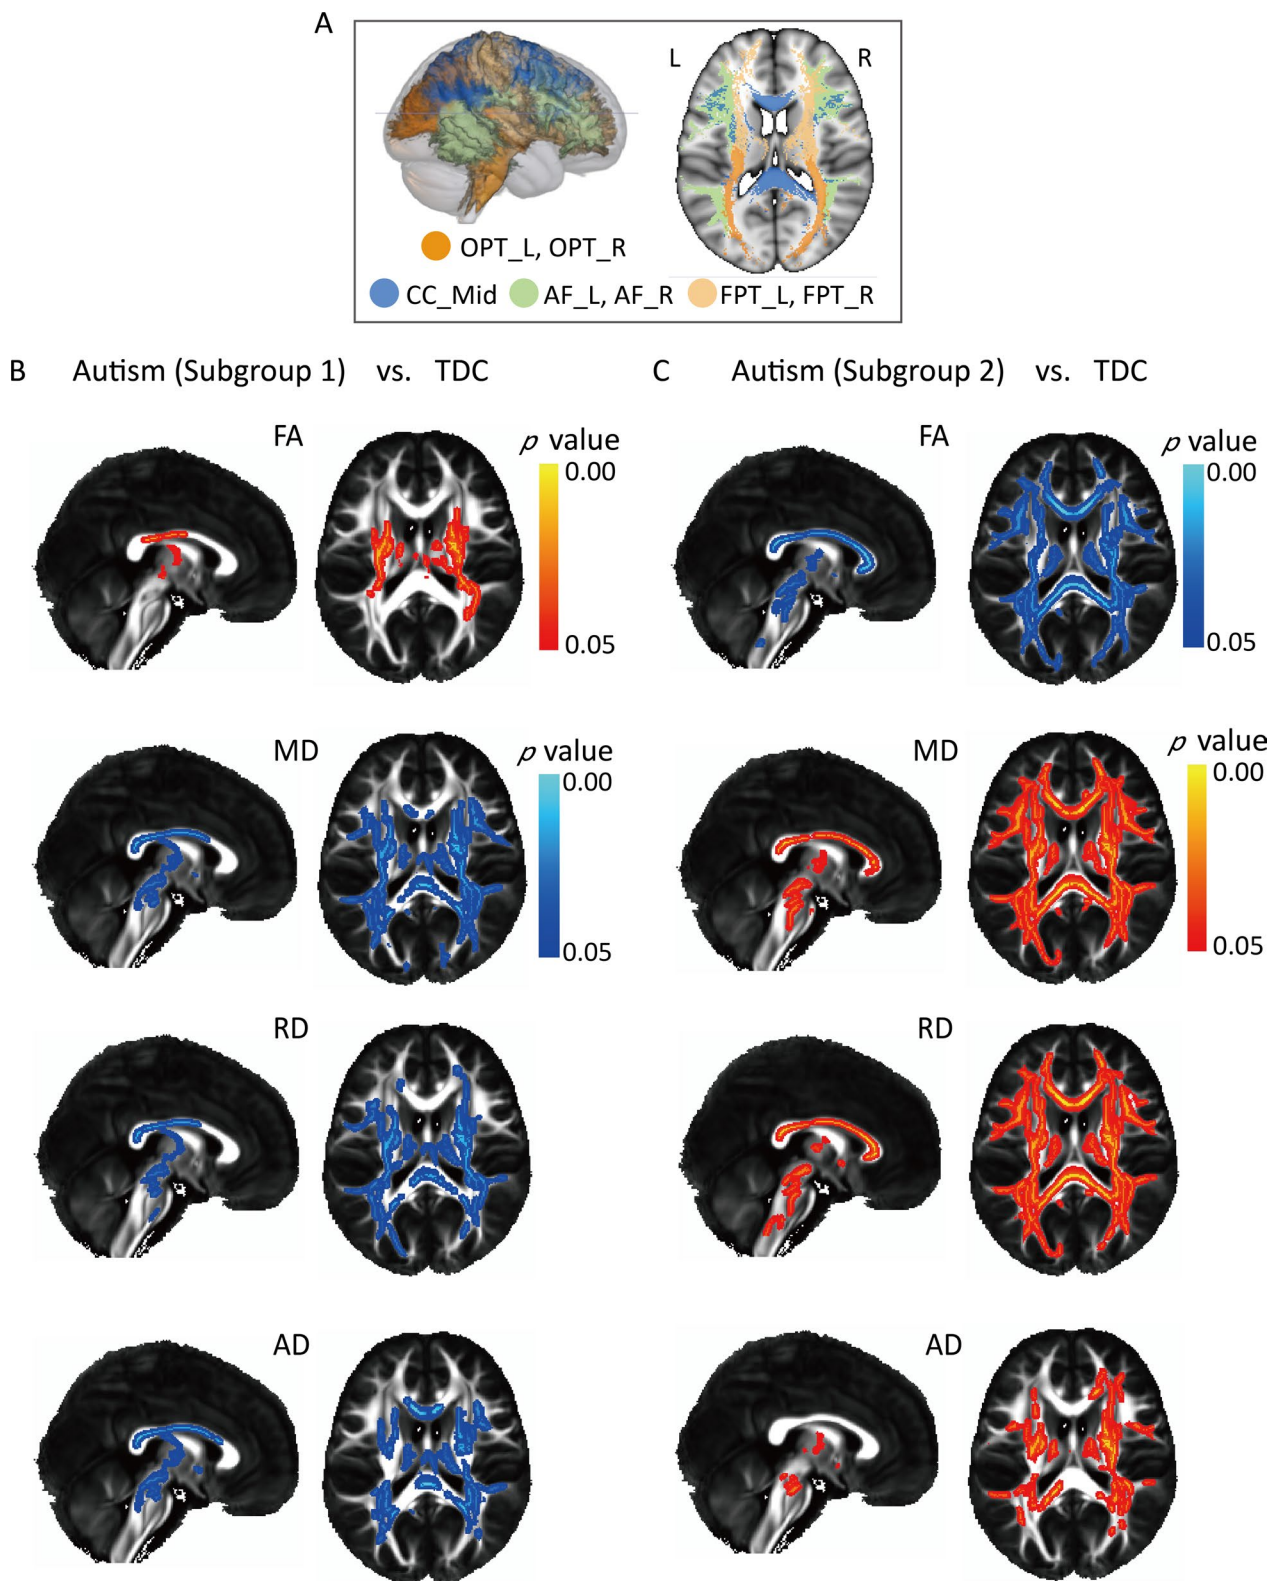 A
L
R
OPT_L, OPT_R
CC_Mid AF_L, AF_R FPT_L, FPT_R
B Autism (Subgroup 1) vs. TDC
C Autism (Subgroup 2) vs. TDC
FA
p value
0.00
0.05
FA
p value
0.00
0.05
MD
p value
0.00
0.05
MD
p value
0.00
0.05
RD
RD
AD
AD